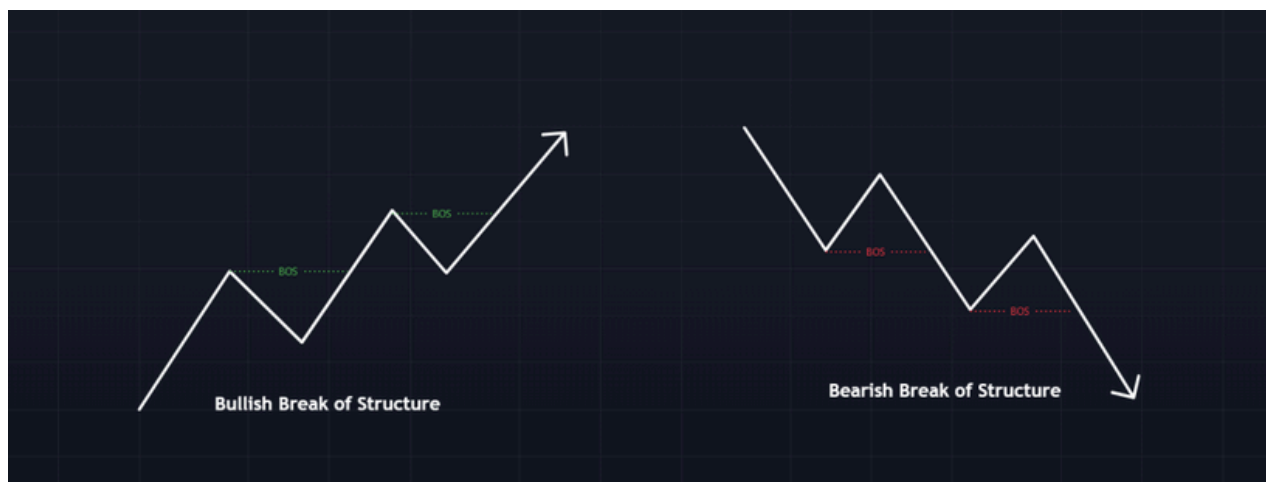 BOS
BOS
Bullish Break of Structure
BOS
BOS
Bearish Break of Structure